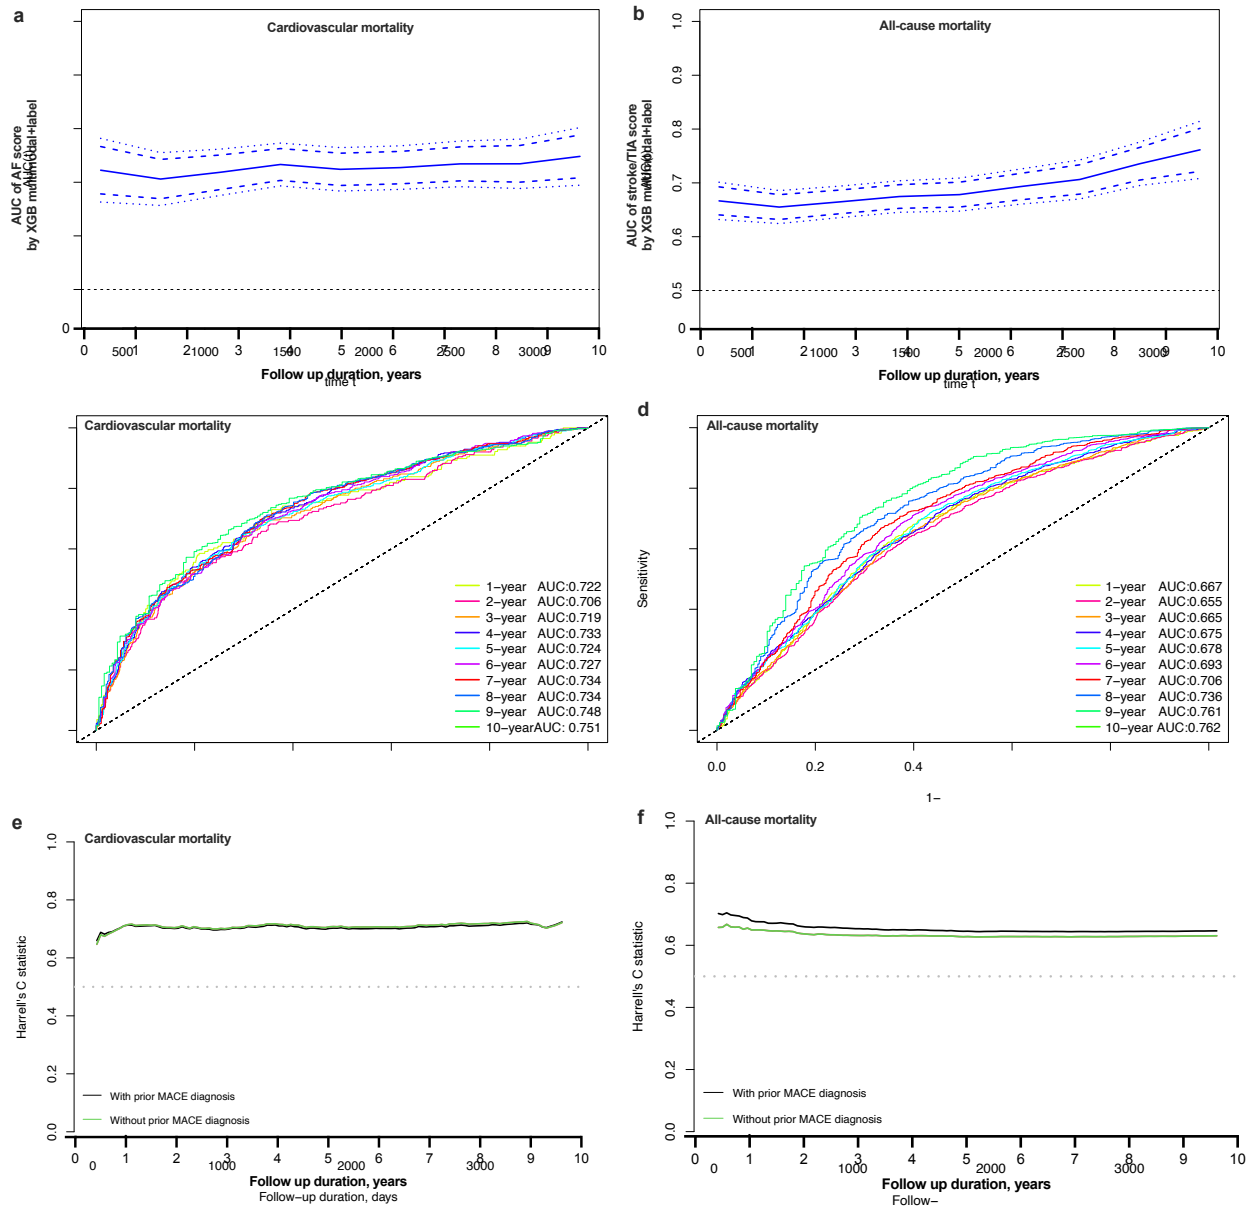 a
Cardiovascular mortality
AUC of AF score
by XGB multimodal+label
0
0 1 2 3 4 5 6 7 8 9 10
500 1000 1500 2000 2500 3000
Follow up duration, years
time t
b
All-cause mortality
AUC of stroke/TIA score
by XGB multimodal+label
1.0
0.9
0.8
0.7
0.6
0.5
0
0 1 2 3 4 5 6 7 8 9 10
500 1000 1500 2000 2500 3000
Follow up duration, years
time t
Cardiovascular mortality
1-year AUC:0.722
2-year AUC:0.706
3-year AUC:0.719
4-year AUC:0.733
5-year AUC:0.724
6-year AUC:0.727
7-year AUC:0.734
8-year AUC:0.734
9-year AUC:0.748
10-yearAUC: 0.751
d
All-cause mortality
Sensitivity
1-year AUC:0.667
2-year AUC:0.655
3-year AUC:0.665
4-year AUC:0.675
5-year AUC:0.678
6-year AUC:0.693
7-year AUC:0.706
8-year AUC:0.736
9-year AUC:0.761
10-year AUC:0.762
0.0 0.2 0.4
1-
e
Cardiovascular mortality
Harrell's C statistic
1.0
0.8
0.6
0.4
0.2
0.0
With prior MACE diagnosis
Without prior MACE diagnosis
0 1 2 3 4 5 6 7 8 9 10
0 1000 2000 3000
Follow up duration, years
Follow-up duration, days
f
All-cause mortality
Harrell's C statistic
1.0
0.8
0.6
0.4
0.2
0.0
With prior MACE diagnosis
Without prior MACE diagnosis
0 1 2 3 4 5 6 7 8 9 10
0 1000 2000 3000
Follow up duration, years
Follow-